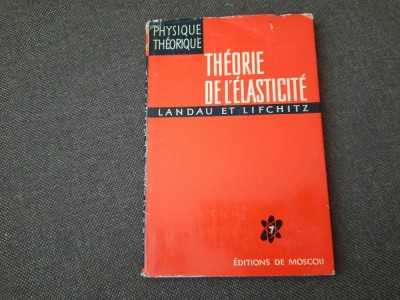 PHYSIQUE
THÉORIQUE
THÉORIE
DE L'ÉLASTICITÉ
LANDAU ET LIFCHITZ
7
ÉDITIONS DE MOSCOU